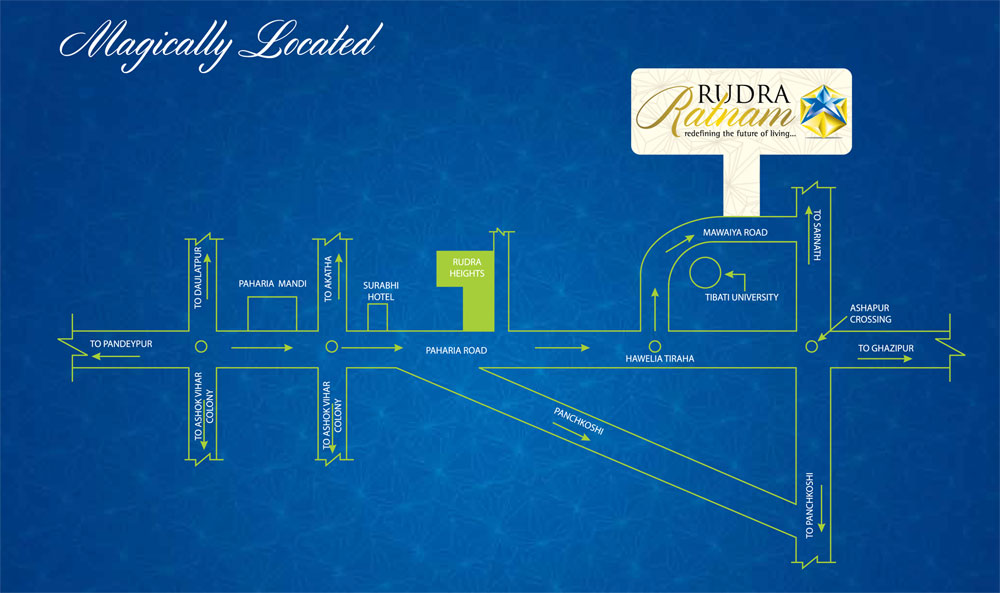 Magically Located
RUDRA
Ratnam
redefining the future of living...
TO SARNATH
MAWAIYA ROAD
TO DAULATPUR
TO AKATHA
RUDRA
HEIGHTS
PAHARIA MANDI
SURABHI
HOTEL
TIBATI UNIVERSITY
ASHAPUR
CROSSING
TO PANDEYPUR
PAHARIA ROAD
HAWELIA TIRAHA
TO GHAZIPUR
TO ASHOK VIHAR
COLONY
TO ASHOK VIHAR
COLONY
PANCHKOSHI
TO PANCHKOSHI